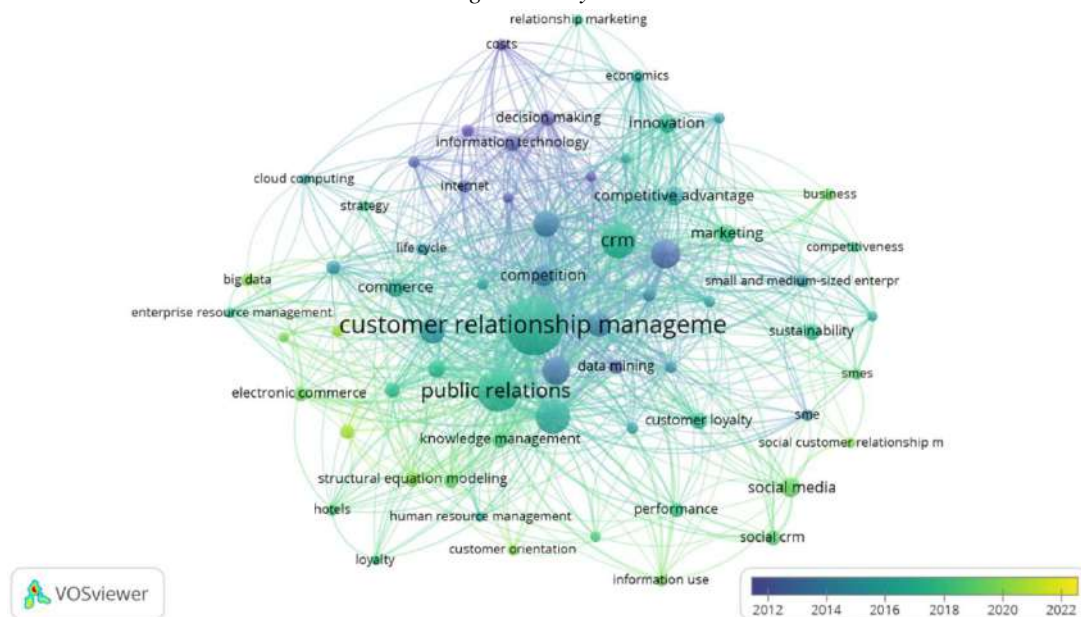 relationship marketing
costs
economics
decision making
innovation
information technology
cloud computing
internet
competitive advantage
business
strategy
crm
marketing
life cycle
competitiveness
big data
commerce
competition
small and medium-sized enterpr
enterprise resource management
customer relationship manageme
sustainability
data mining
smes
electronic commerce
public relations
customer loyalty
sme
knowledge management
social customer relationship m
structural equation modeling
social media
hotels
human resource management
performance
customer orientation
social crm
loyalty
information use
VOSviewer
2012 2014 2016 2018 2020 2022